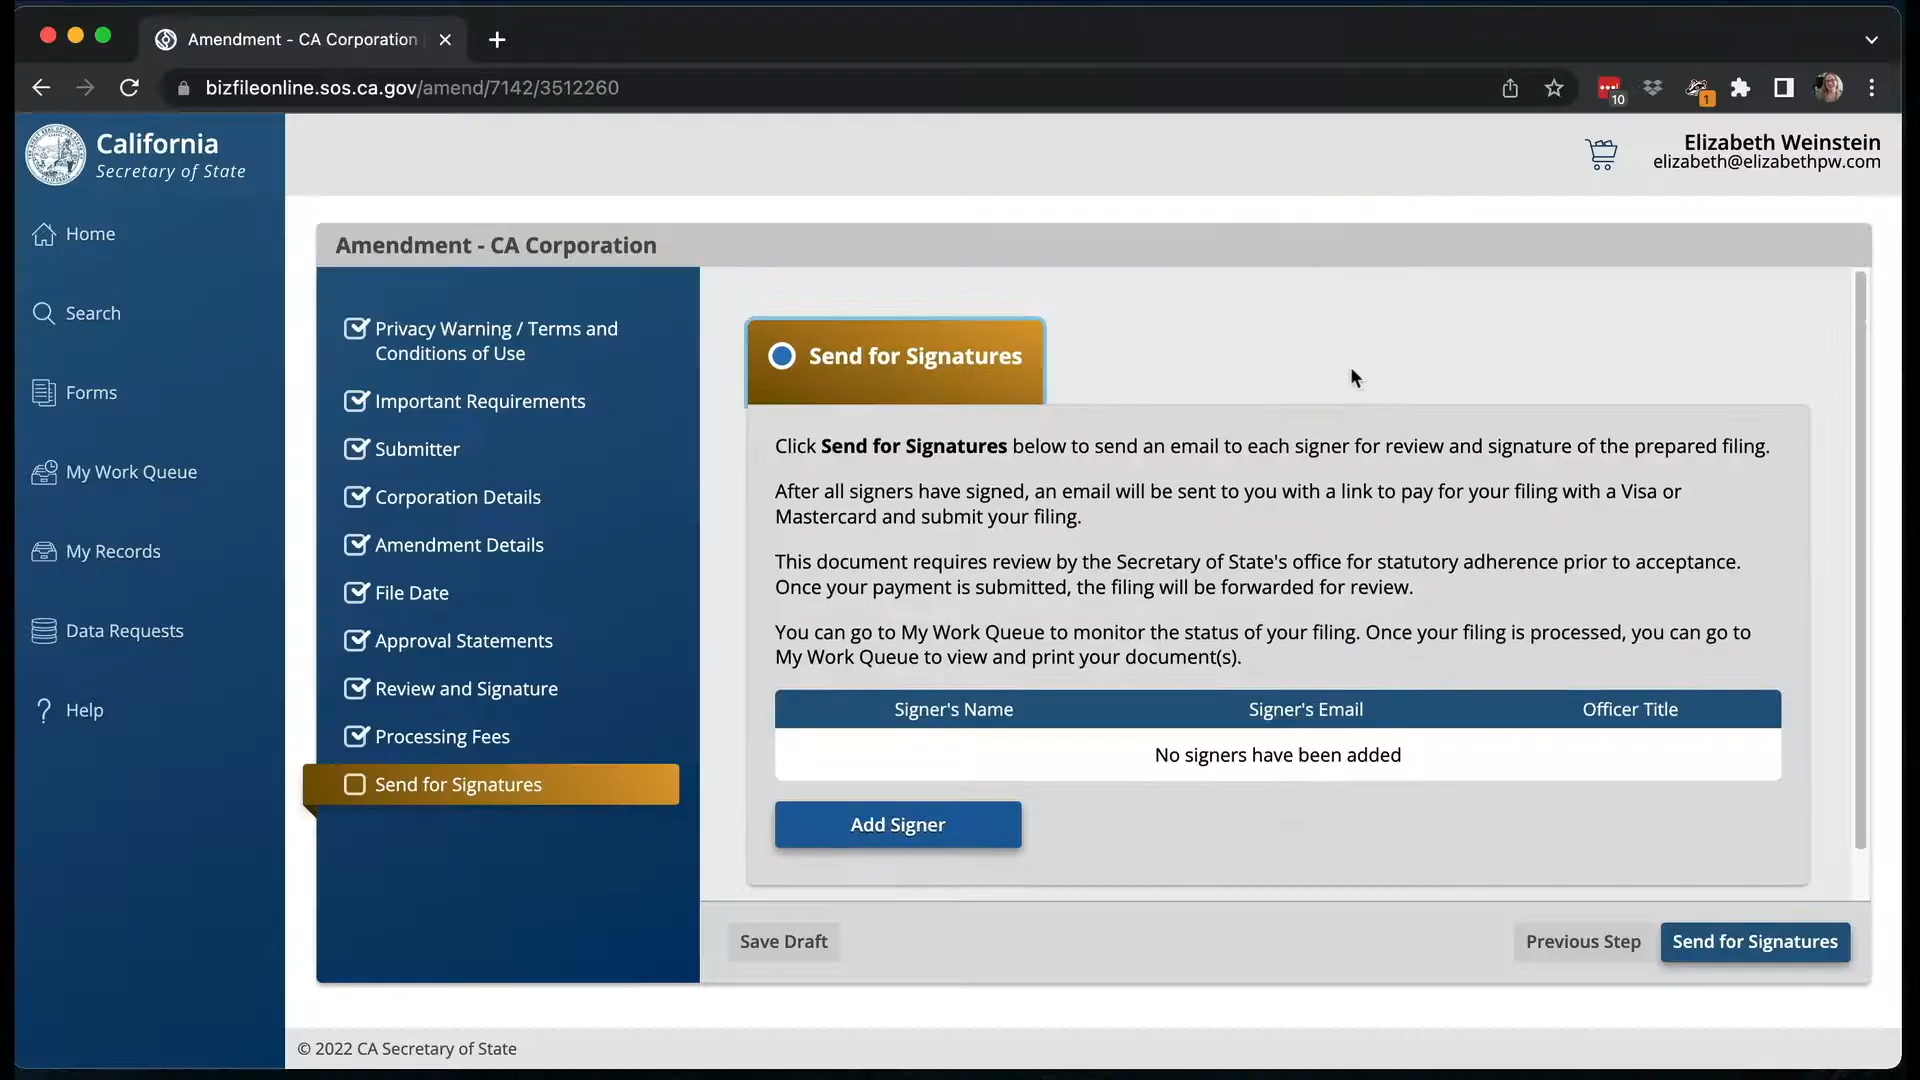 Amendment - CA Corporation
bizfileonline.sos.ca.gov/amend/7142/3512260
10
1
California
Secretary of State
Elizabeth Weinstein
elizabeth@elizabethpw.com
Home
Search
Forms
My Work Queue
My Records
Data Requests
Help
Amendment - CA Corporation
Privacy Warning / Terms and
Conditions of Use
Important Requirements
Submitter
Corporation Details
Amendment Details
File Date
Approval Statements
Review and Signature
Processing Fees
Send for Signatures
Send for Signatures
Click Send for Signatures below to send an email to each signer for review and signature of the prepared filing.
After all signers have signed, an email will be sent to you with a link to pay for your filing with a Visa or
Mastercard and submit your filing.
This document requires review by the Secretary of State's office for statutory adherence prior to acceptance.
Once your payment is submitted, the filing will be forwarded for review.
You can go to My Work Queue to monitor the status of your filing. Once your filing is processed, you can go to
My Work Queue to view and print your document(s).
Signer's Name Signer's Email Officer Title
No signers have been added
Add Signer
Save Draft Previous Step Send for Signatures
© 2022 CA Secretary of State